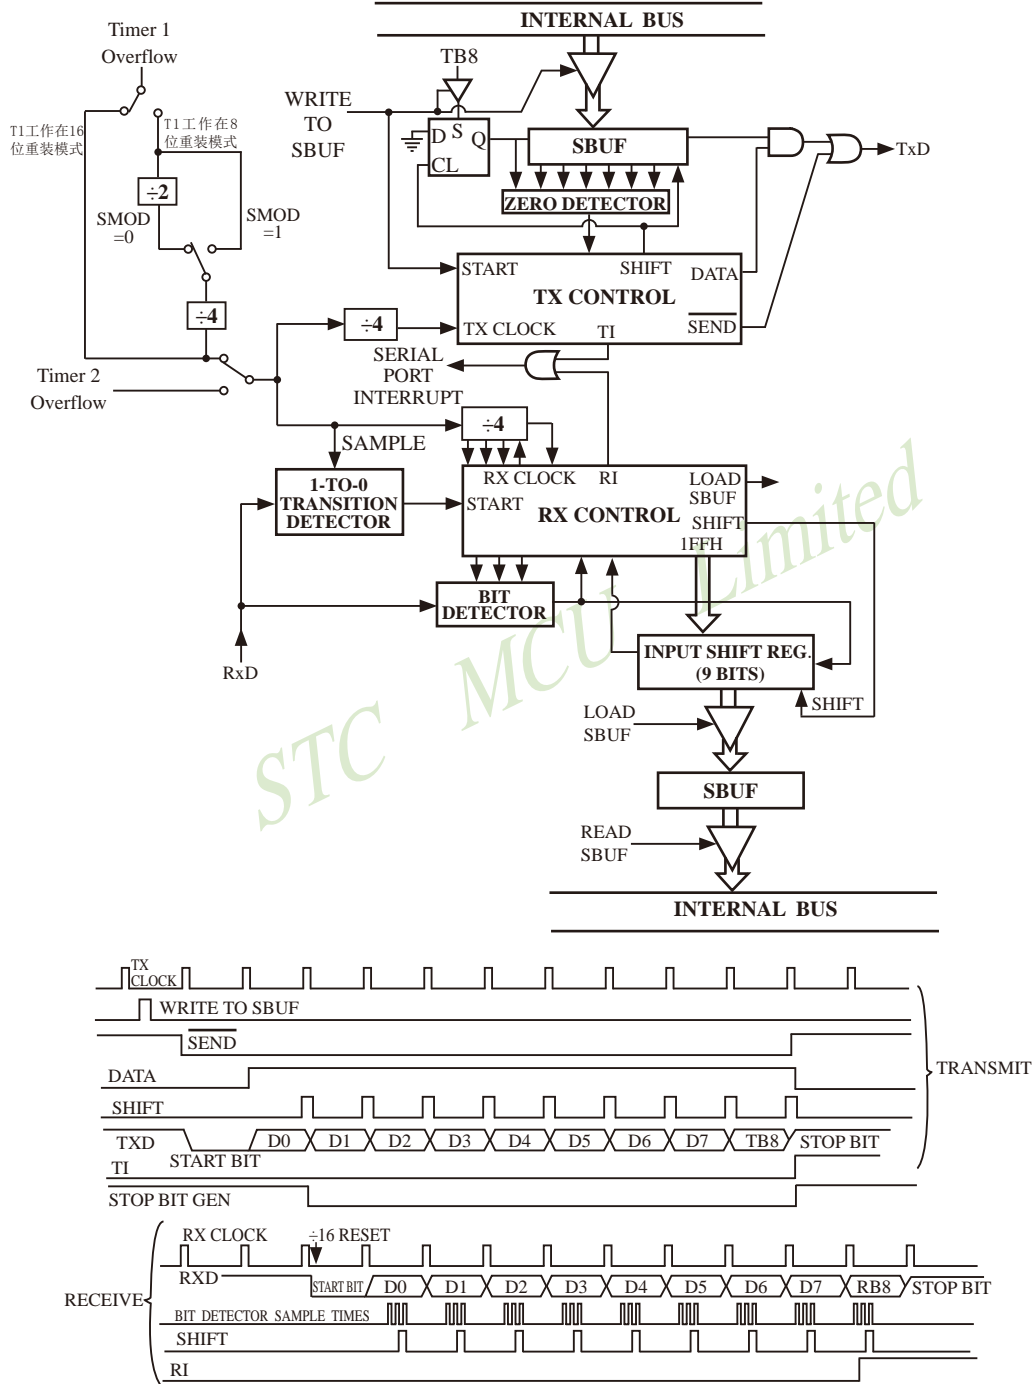 INTERNAL BUS
Timer 1
Overflow
TB8
WRITE
TO
SBUF
T1工作在16
位重装模式
T1工作在8
位重装模式
D S Q
CL
SBUF
TxD
÷2
ZERO DETECTOR
SMOD
=0
SMOD
=1
START
SHIFT
DATA
TX CONTROL
÷4
÷4
TX CLOCK
TI
SEND
SERIAL
PORT
INTERRUPT
Timer 2
Overflow
÷4
SAMPLE
1-TO-0
TRANSITION
DETECTOR
RX CLOCK
RI
LOAD
SBUF
START
RX CONTROL
SHIFT
1FFH
BIT
DETECTOR
RxD
INPUT SHIFT REG.
(9 BITS)
SHIFT
LOAD
SBUF
SBUF
READ
SBUF
INTERNAL BUS
STC MCU Limited
TX
CLOCK
WRITE TO SBUF
SEND
TRANSMIT
DATA
SHIFT
TXD D0 D1 D2 D3 D4 D5 D6 D7 TB8 STOP BIT
START BIT
TI
STOP BIT GEN
RX CLOCK
÷16 RESET
RXD START BIT D0 D1 D2 D3 D4 D5 D6 D7 RB8 STOP BIT
RECEIVE
BIT DETECTOR SAMPLE TIMES
SHIFT
RI